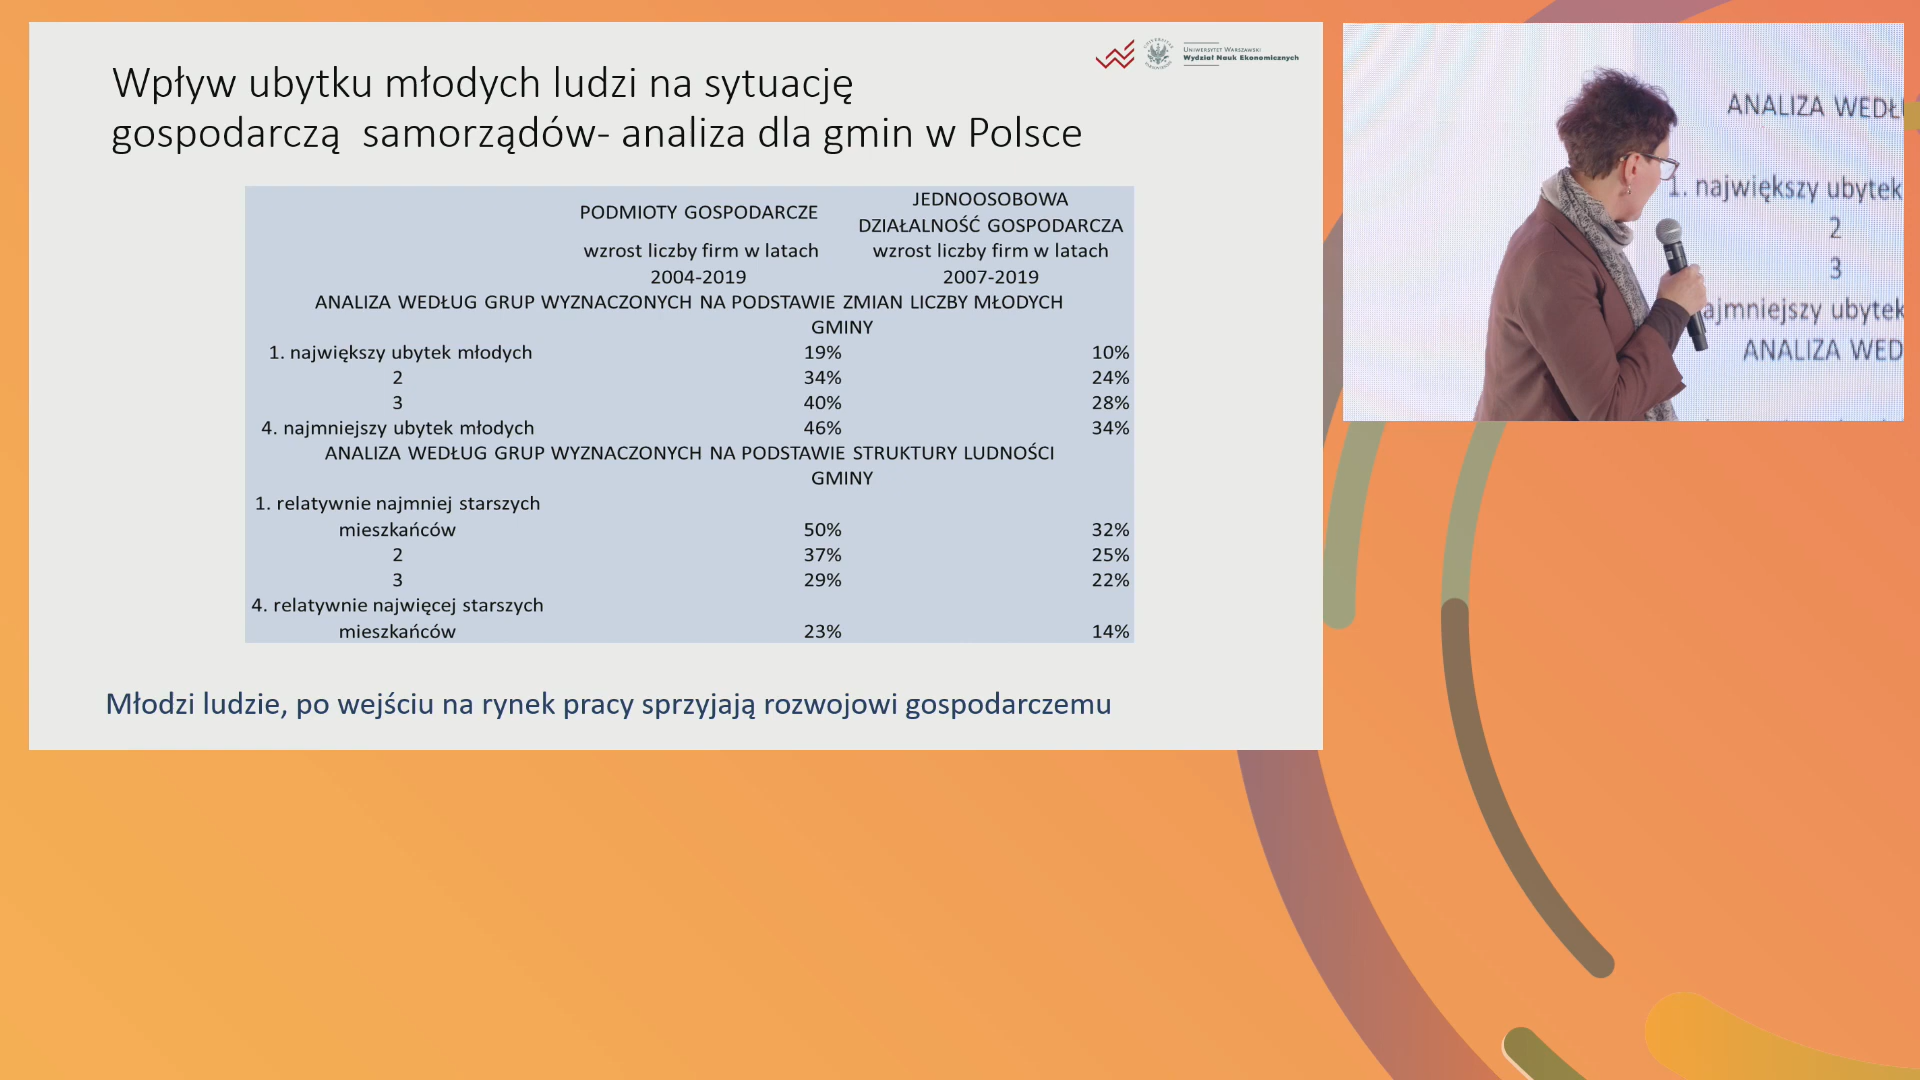 Wpływ ubytku młodych ludzi na sytuację
gospodarczą samorządów- analiza dla gmin w Polsce
UNIWERSYTET WARSZAWSKI
Wydział Nauk Ekonomicznych
PODMIOTY GOSPODARCZE
JEDNOOSOBOWA
DZIAŁALNOŚĆ GOSPODARCZA
wzrost liczby firm w latach
2004-2019
wzrost liczby firm w latach
2007-2019
ANALIZA WEDŁUG GRUP WYZNACZONYCH NA PODSTAWIE ZMIAN LICZBY MŁODYCH
GMINY
1. największy ubytek młodych 19% 10%
2 34% 24%
3 40% 28%
4. najmniejszy ubytek młodych 46% 34%
ANALIZA WEDŁUG GRUP WYZNACZONYCH NA PODSTAWIE STRUKTURY LUDNOŚCI
GMINY
1. relatywnie najmniej starszych
mieszkańców 50% 32%
2 37% 25%
3 29% 22%
4. relatywnie najwięcej starszych
mieszkańców 23% 14%
Młodzi ludzie, po wejściu na rynek pracy sprzyjają rozwojowi gospodarczemu
ANALIZA WEDŁ
1. największy ubytek
2
3
ajmniejszy ubytek
ANALIZA WED